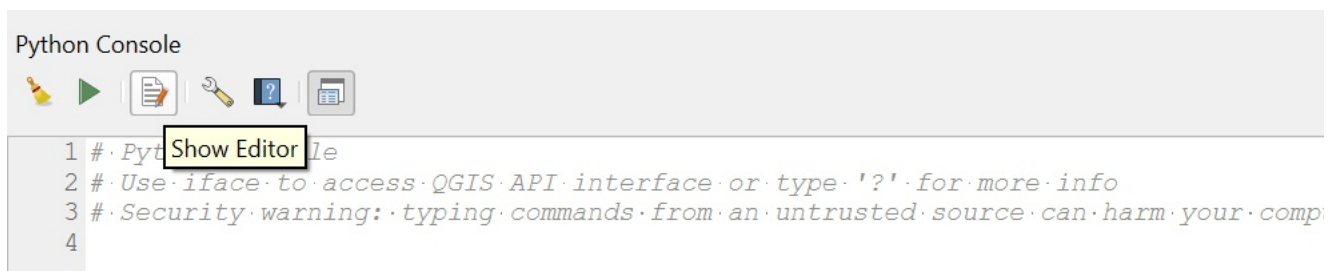 Python Console
Show Editor
1 # Pyt le
2 # Use iface to access QGIS API interface or type '?' for more info
3 # Security warning: typing commands from an untrusted source can harm your
4